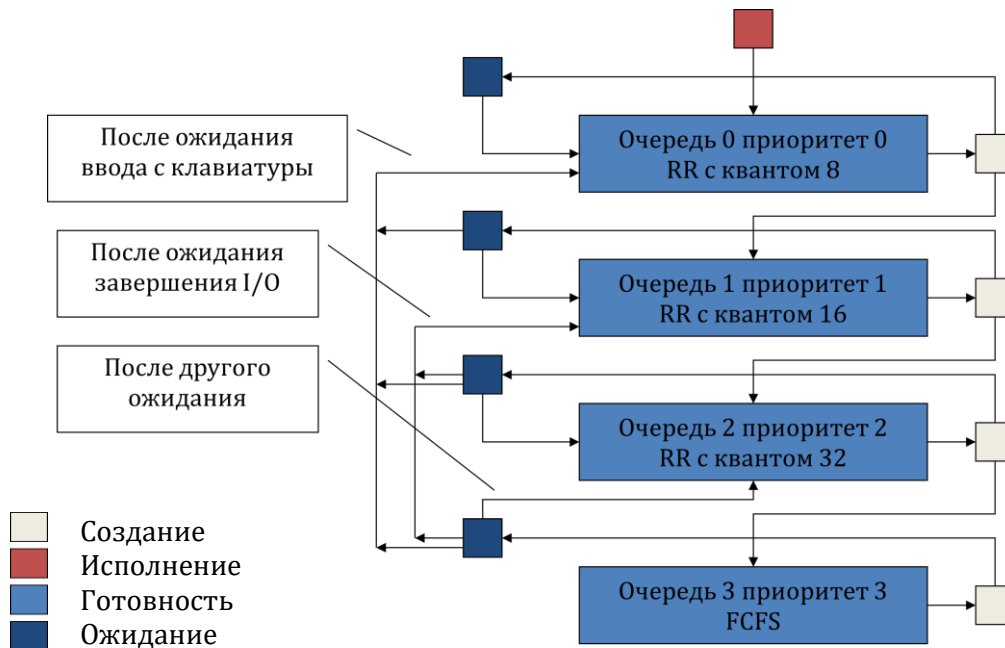 После ожидания
ввода с клавиатуры
Очередь 0 приоритет 0
RR с квантом 8
После ожидания
завершения I/O
Очередь 1 приоритет 1
RR с квантом 16
После другого
ожидания
Очередь 2 приоритет 2
RR с квантом 32
Создание
Исполнение
Готовность
Ожидание
Очередь 3 приоритет 3
FCFS